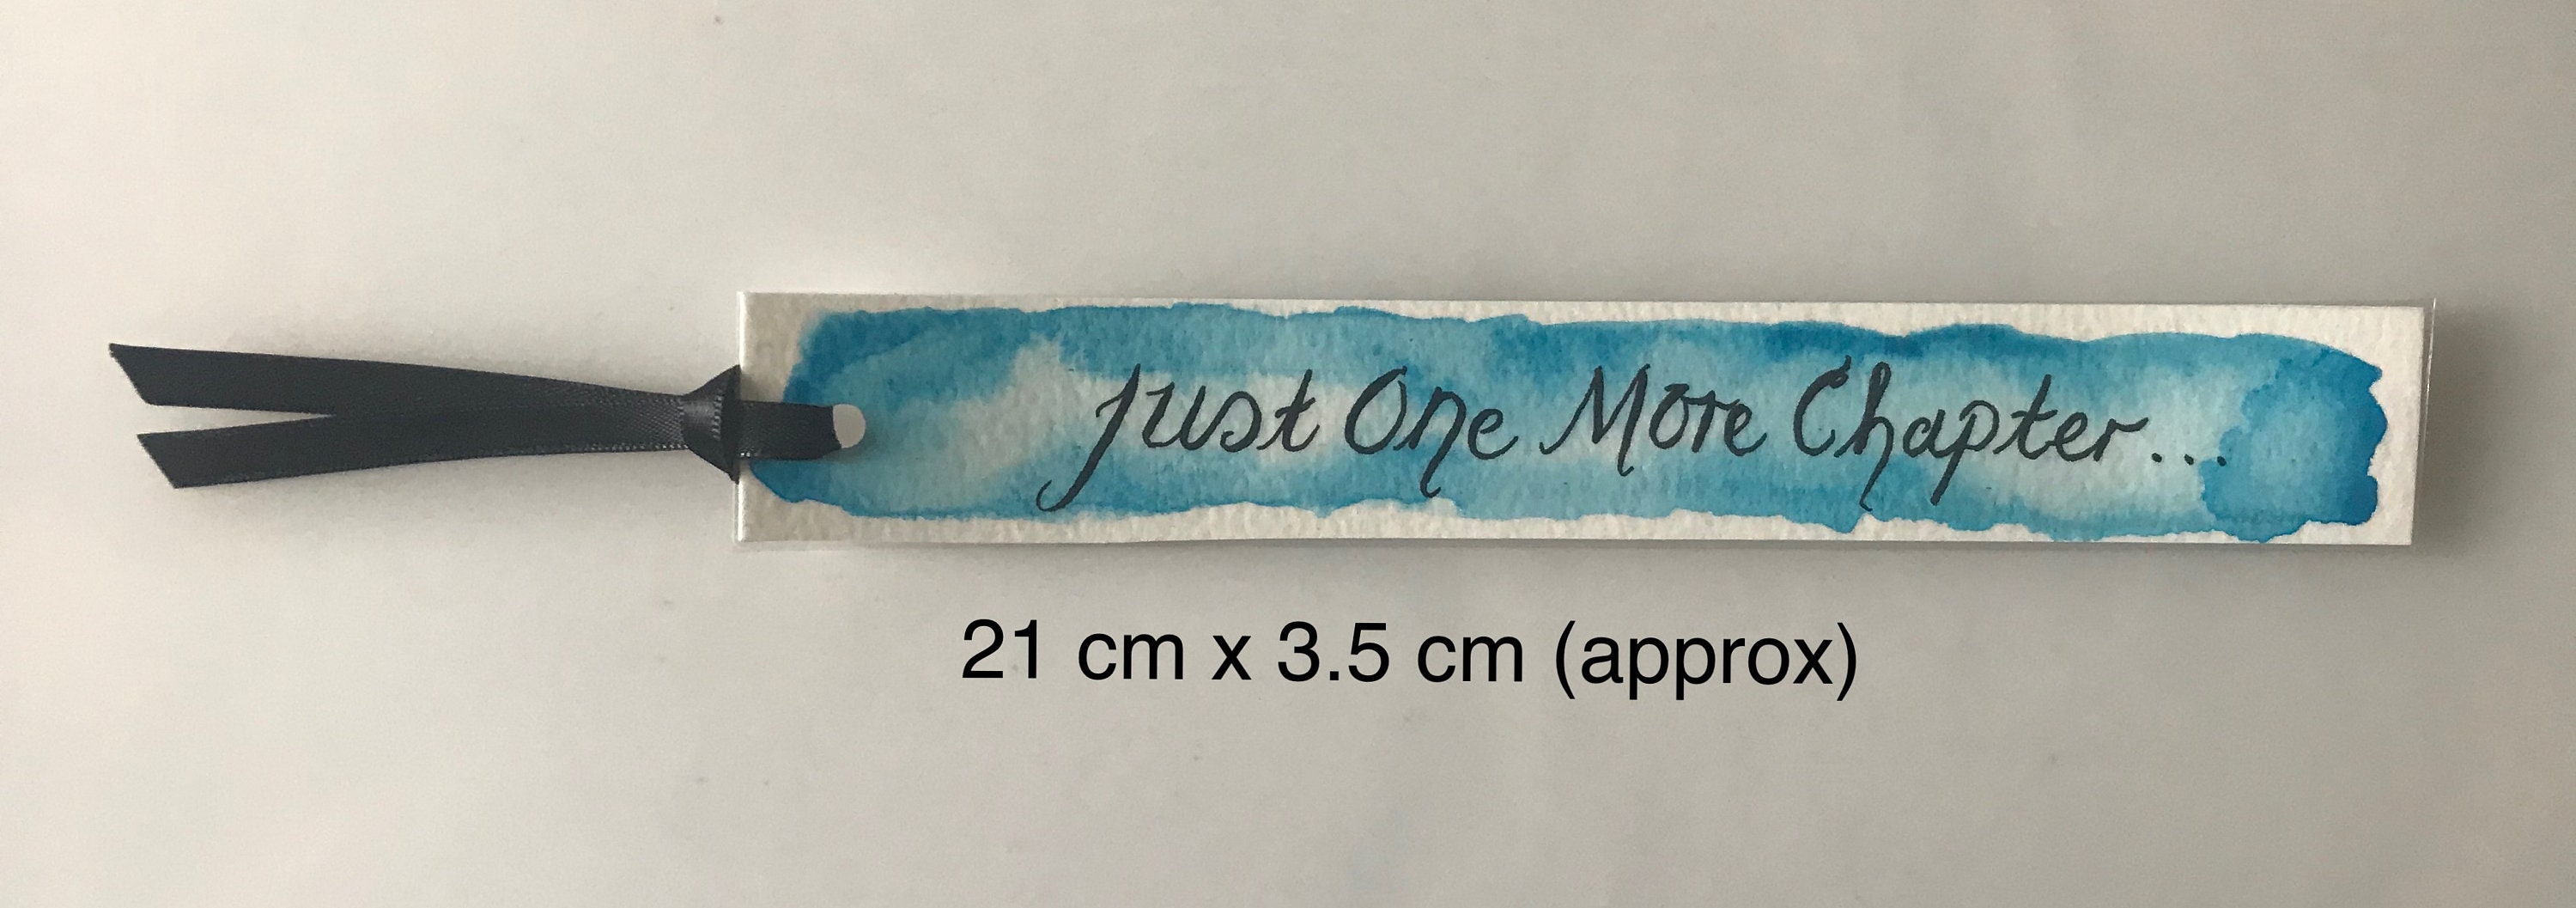 Just One More Chapter...
21 cm x 3.5 cm (approx)